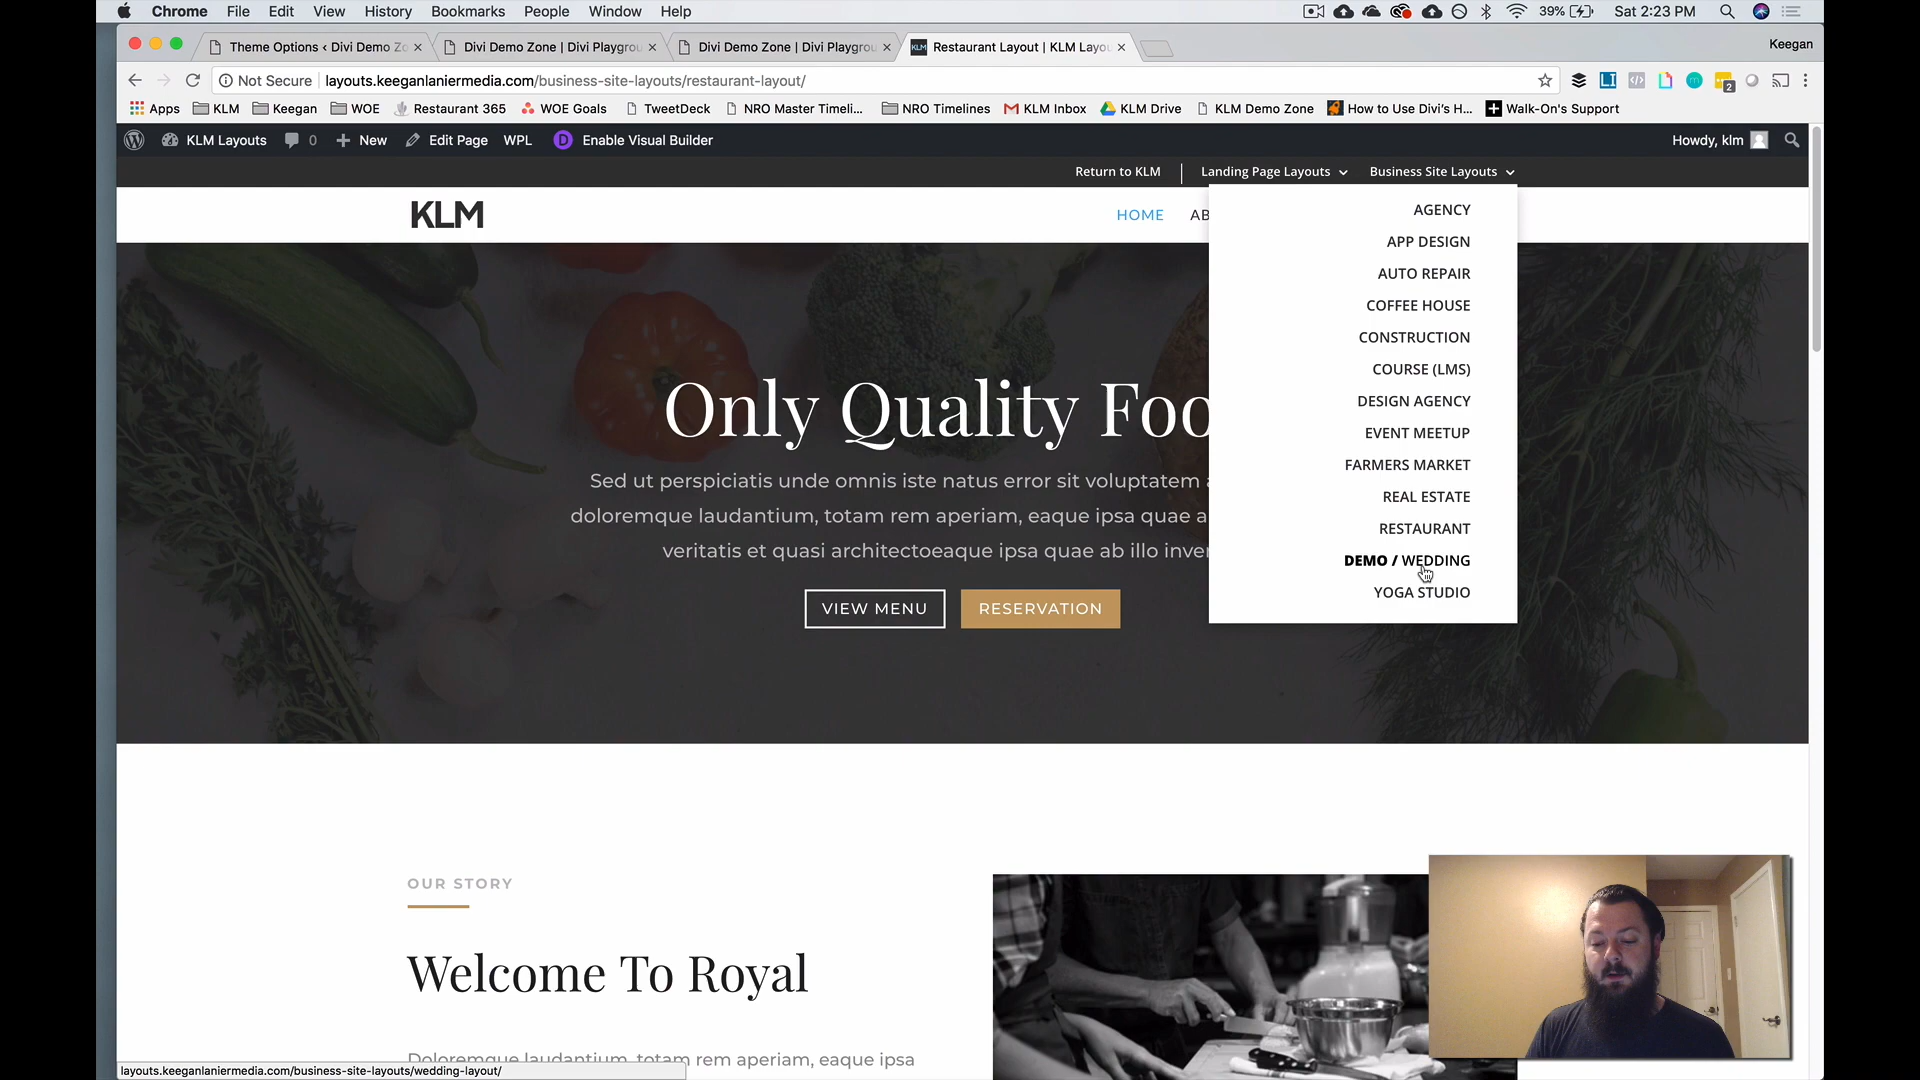 Chrome File Edit View History Bookmarks People Window Help 39% Sat 2:23 PM
Theme Options ‹ Divi Demo Zo Divi Demo Zone | Divi Playgrou Divi Demo Zone | Divi Playgrou KLM Restaurant Layout | KLM Layou Keegan
Not Secure layouts.keeganlaniermedia.com/business-site-layouts/restaurant-layout/ 2
Apps KLM Keegan WOE Restaurant 365 WOE Goals TweetDeck NRO Master Timeli... NRO Timelines KLM Inbox KLM Drive KLM Demo Zone How to Use Divi's H... Walk-On's Support
KLM Layouts 0 New Edit Page WPL D Enable Visual Builder Howdy, klm
Return to KLM Landing Page Layouts Business Site Layouts
KLM HOME AB
AGENCY
APP DESIGN
AUTO REPAIR
COFFEE HOUSE
CONSTRUCTION
COURSE (LMS)
DESIGN AGENCY
EVENT MEETUP
FARMERS MARKET
REAL ESTATE
RESTAURANT
DEMO / WEDDING
YOGA STUDIO
Only Quality Foo
Sed ut perspiciatis unde omnis iste natus error sit voluptatem a
doloremque laudantium, totam rem aperiam, eaque ipsa quae a
veritatis et quasi architectoeaque ipsa quae ab illo inver
VIEW MENU RESERVATION
OUR STORY
Welcome To Royal
Doloremque laudantium, totam rem aperiam, eaque ipsa
layouts.keeganlaniermedia.com/business-site-layouts/wedding-layout/